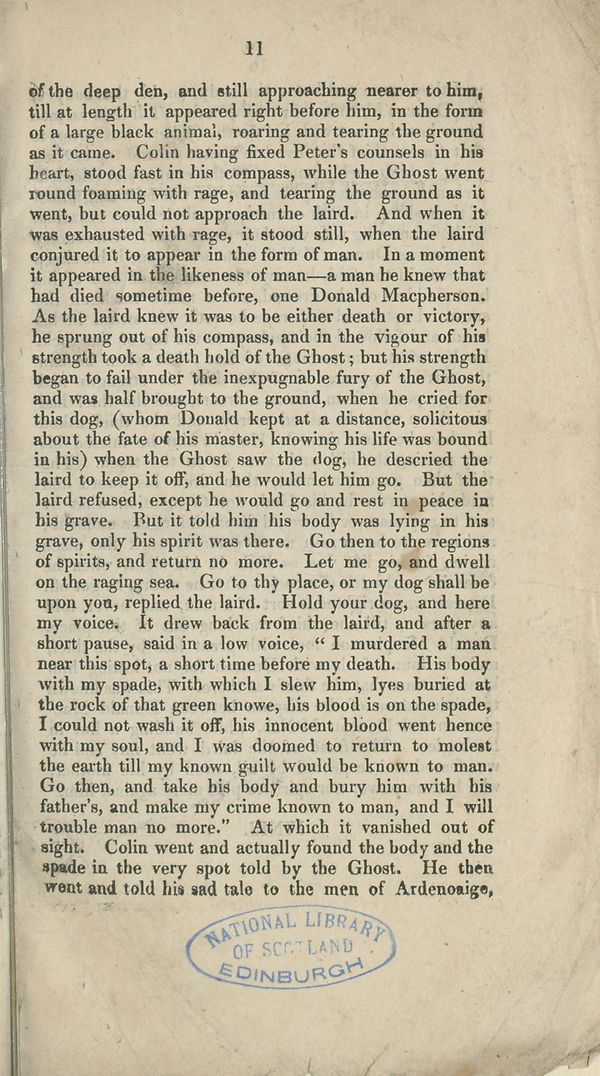 11
of the deep den, and still approaching nearer to him,
till at length it appeared right before him, in the form
of a large black animal, roaring and tearing the ground
as it came. Colin having fixed Peter's counsels in his
heart, stood fast in his compass, while the Ghost went
round foaming with rage, and tearing the ground as it
went, but could not approach the laird. And when it
was exhausted with rage, it stood still, when the laird
conjured it to appear in the form of man. In a moment
it appeared in the likeness of man—a man he knew that
had died sometime before, one Donald Macpherson.
As the laird knew it was to be either death or victory,
he sprung out of his compass, and in the vigour of his
strength took a death hold of the Ghost; but his strength
began to fail under the inexpugnable fury of the Ghost,
and was half brought to the ground, when he cried for
this dog, (whom Donald kept at a distance, solicitous
about the fate of his master, knowing his life was bound
in his) when the Ghost saw the dog, he descried the
laird to keep it off, and he would let him go. But the
laird refused, except he would go and rest in peace in
his grave. But it told him his body was lying in his
grave, only his spirit was there. Go then to the regions
of spirits, and return no more. Let me go, and dwell
on the raging sea. Go to thy place, or my dog shall be
upon you, replied the laird. Hold your dog, and here
my voice. It drew back from the laird, and after a
short pause, said in a low voice, “ I murdered a man
near this spot, a short time before my death. His body
with my spade, with which I slew him, lyes buried at
the rock of that green knowe, his blood is on the spade,
I could not wash it off, his innocent blood went hence
with my soul, and I was doomed to return to molest
the earth till my known guilt would be known to man.
Go then, and take his body and bury him with his
father's, and make my crime known to man, and I will
trouble man no more.” At which it vanished out of
sight. Colin went and actually found the body and the
spade in the very spot told by the Ghost. He then
went and told his sad tale to the men of Ardenoaige,
NATIONAL LIBRARY
OF SCOTLAND
EDINBURGH